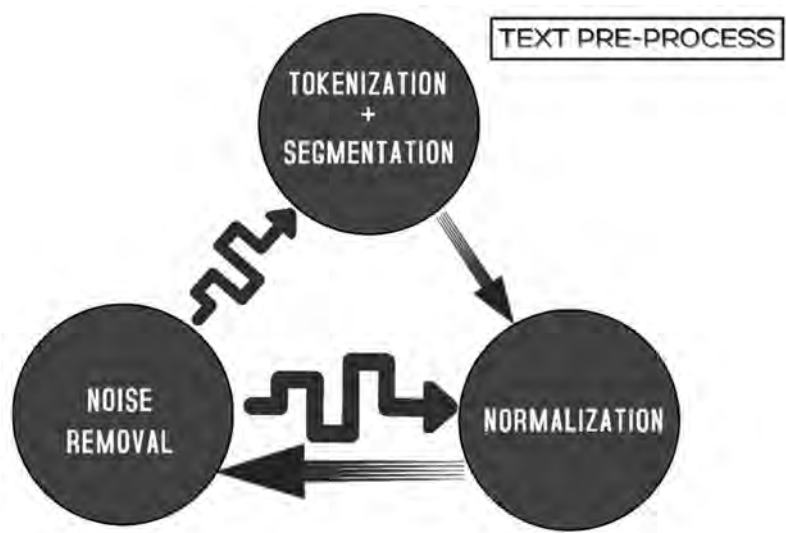 TEXT PRE-PROCESS
TOKENIZATION
+
SEGMENTATION
NOISE
REMOVAL
NORMALIZATION